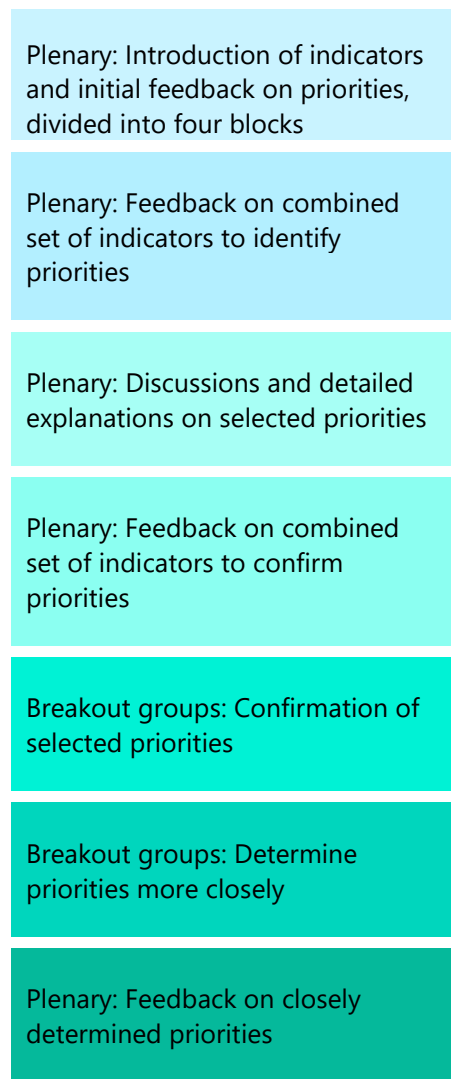 Plenary: Introduction of indicators
and initial feedback on priorities,
divided into four blocks
Plenary: Feedback on combined
set of indicators to identify
priorities
Plenary: Discussions and detailed
explanations on selected priorities
Plenary: Feedback on combined
set of indicators to confirm
priorities
Breakout groups: Confirmation of
selected priorities
Breakout groups: Determine
priorities more closely
Plenary: Feedback on closely
determined priorities